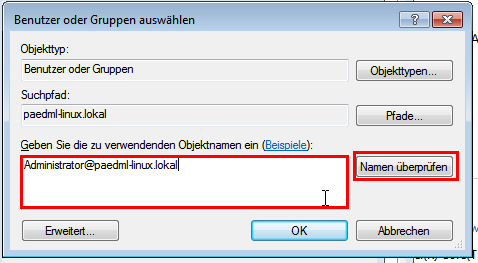 Benutzer oder Gruppen auswählen
Objekttyp:
Benutzer oder Gruppen
Objekttypen...
Suchpfad:
paedml-linux.lokal
Pfade...
Geben Sie die zu verwendenden Objektnamen ein (Beispiele):
Administrator@paedml-linux.lokal
Namen überprüfen
Erweitert...
OK
Abbrechen